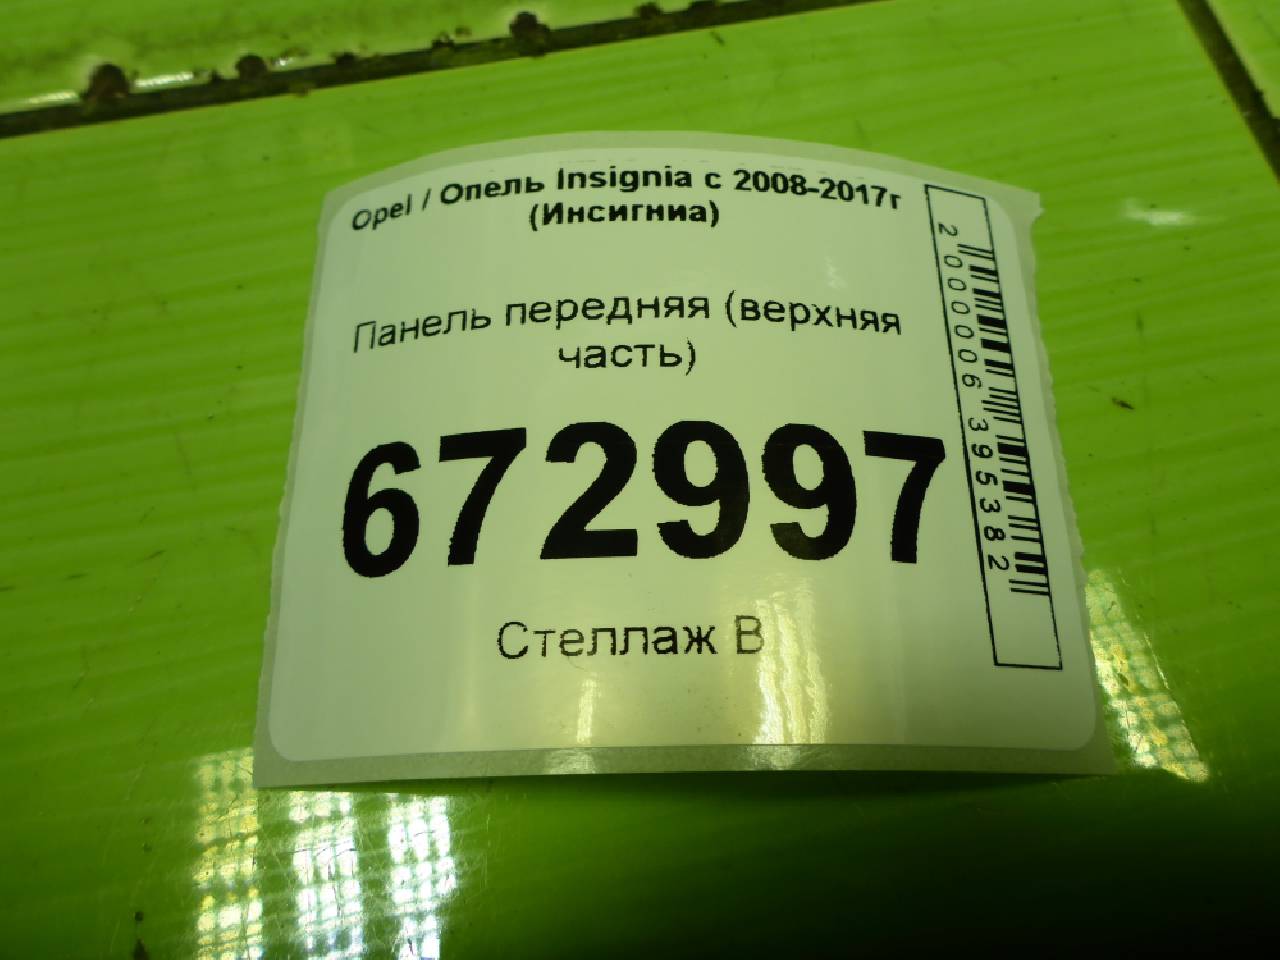 Opel / Опель Insignia с 2008-2017г
(Инсигниа)
Панель передняя (верхняя
часть)
672997
Стеллаж В
2000006395382